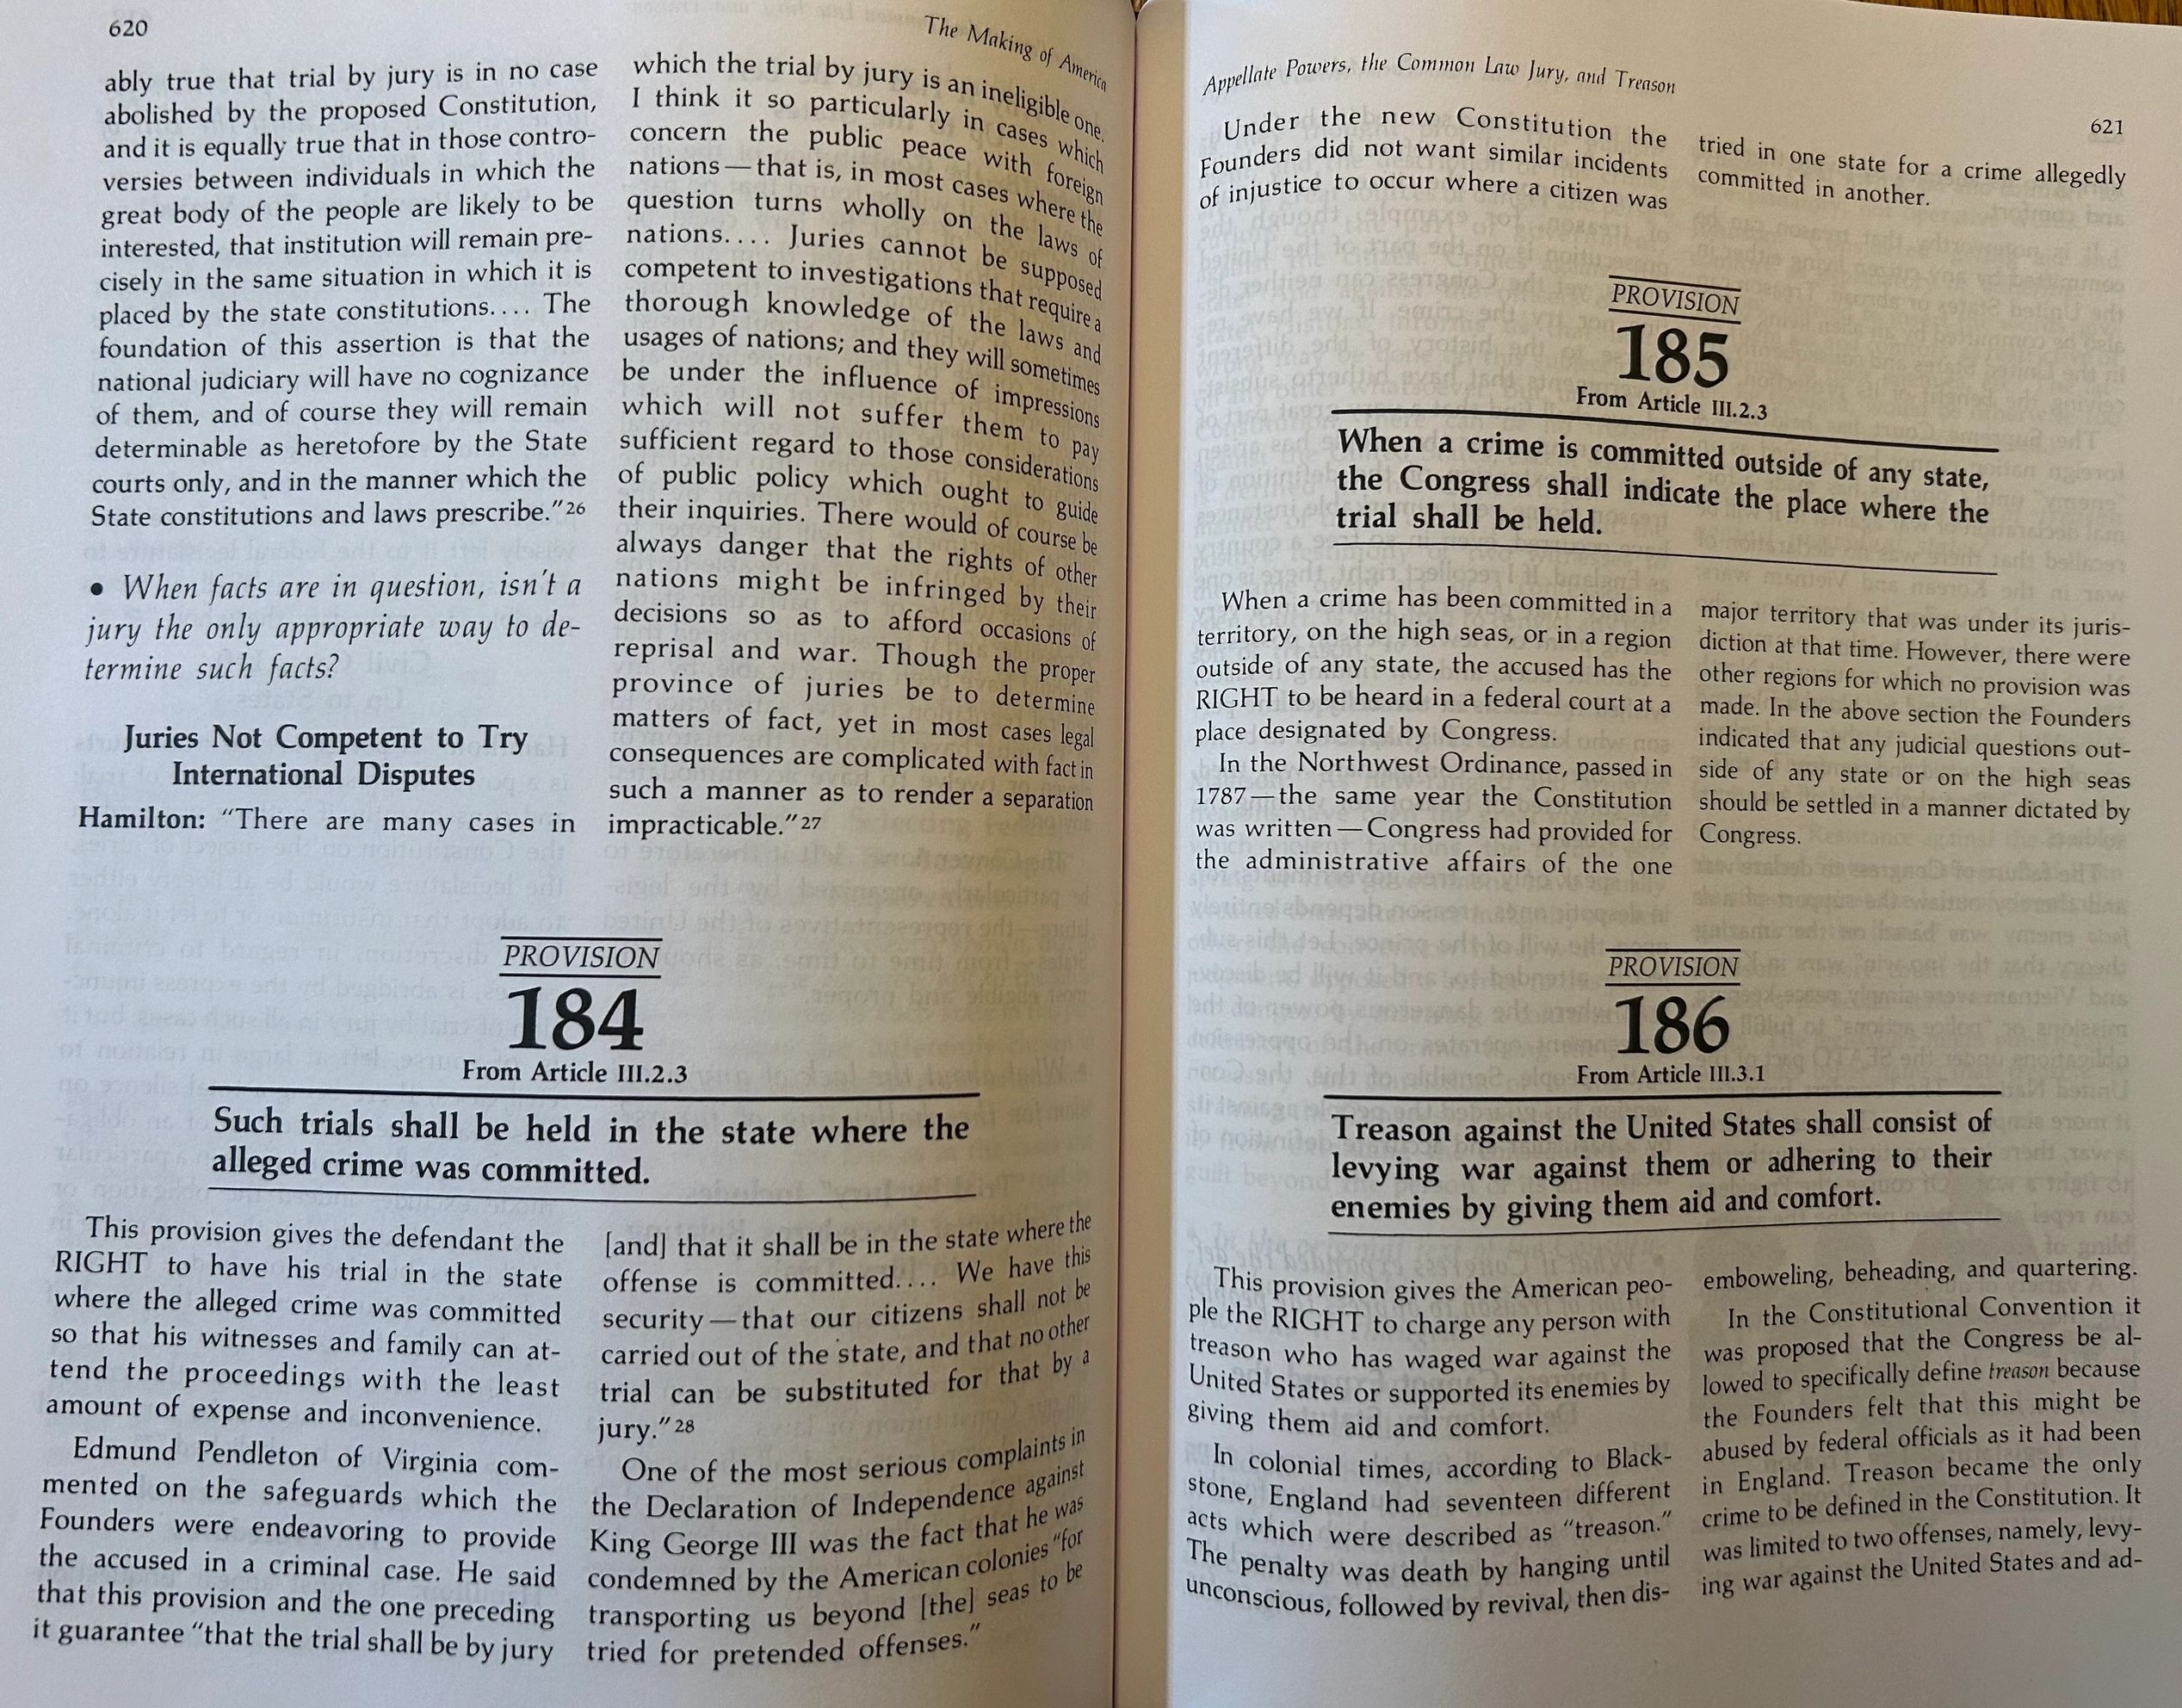 620
The Making of America
ably true that trial by jury is in no case
abolished by the proposed Constitution,
and it is equally true that in those contro-
versies between individuals in which the
great body of the people are likely to be
interested, that institution will remain pre-
cisely in the same situation in which it is
placed by the state constitutions.... The
foundation of this assertion is that the
national judiciary will have no cognizance
of them, and of course they will remain
determinable as heretofore by the State
courts only, and in the manner which the
State constitutions and laws prescribe."26
• When facts are in question, isn't a
jury the only appropriate way to de-
termine such facts?
Juries Not Competent to Try
International Disputes
Hamilton: "There are many cases in
which the trial by jury is an ineligible one.
I think it so particularly in cases which
concern the public peace with foreign
nations—that is, in most cases where the
question turns wholly on the laws of
nations.... Juries cannot be supposed
competent to investigations that require a
thorough knowledge of the laws and
usages of nations; and they will sometimes
be under the influence of impressions
which will not suffer them to pay
sufficient regard to those considerations
of public policy which ought to guide
their inquiries. There would of course be
always danger that the rights of other
nations might be infringed by their
decisions so as to afford occasions of
reprisal and war. Though the proper
province of juries be to determine
matters of fact, yet in most cases legal
consequences are complicated with fact in
such a manner as to render a separation
impracticable."27
PROVISION
184
From Article III.2.3
Such trials shall be held in the state where the
alleged crime was committed.
This provision gives the defendant the
RIGHT to have his trial in the state
where the alleged crime was committed
so that his witnesses and family can at-
tend the proceedings with the least
amount of expense and inconvenience.
Edmund Pendleton of Virginia com-
mented on the safeguards which the
Founders were endeavoring to provide
the accused in a criminal case. He said
that this provision and the one preceding
it guarantee "that the trial shall be by jury
[and] that it shall be in the state where the
offense is committed.... We have this
security—that our citizens shall not be
carried out of the state, and that no other
trial can be substituted for that by a
jury."28
One of the most serious complaints in
the Declaration of Independence against
King George III was the fact that he was
condemned by the American colonies "for
transporting us beyond [the] seas to be
tried for pretended offenses."
Appellate Powers, the Common Law Jury, and Treason
621
Under the new Constitution the
Founders did not want similar incidents
of injustice to occur where a citizen was
tried in one state for a crime allegedly
committed in another.
PROVISION
185
From Article III.2.3
When a crime is committed outside of any state,
the Congress shall indicate the place where the
trial shall be held.
When a crime has been committed in a
territory, on the high seas, or in a region
outside of any state, the accused has the
RIGHT to be heard in a federal court at a
place designated by Congress.
In the Northwest Ordinance, passed in
1787—the same year the Constitution
was written—Congress had provided for
the administrative affairs of the one
major territory that was under its juris-
diction at that time. However, there were
other regions for which no provision was
made. In the above section the Founders
indicated that any judicial questions out-
side of any state or on the high seas
should be settled in a manner dictated by
Congress.
PROVISION
186
From Article III.3.1
Treason against the United States shall consist of
levying war against them or adhering to their
enemies by giving them aid and comfort.
This provision gives the American peo-
ple the RIGHT to charge any person with
treason who has waged war against the
United States or supported its enemies by
giving them aid and comfort.
In colonial times, according to Black-
stone, England had seventeen different
acts which were described as "treason."
The penalty was death by hanging until
unconscious, followed by revival, then dis-
emboweling, beheading, and quartering.
In the Constitutional Convention it
was proposed that the Congress be al-
lowed to specifically define treason because
the Founders felt that this might be
abused by federal officials as it had been
in England. Treason became the only
crime to be defined in the Constitution. It
was limited to two offenses, namely, levy-
ing war against the United States and ad-